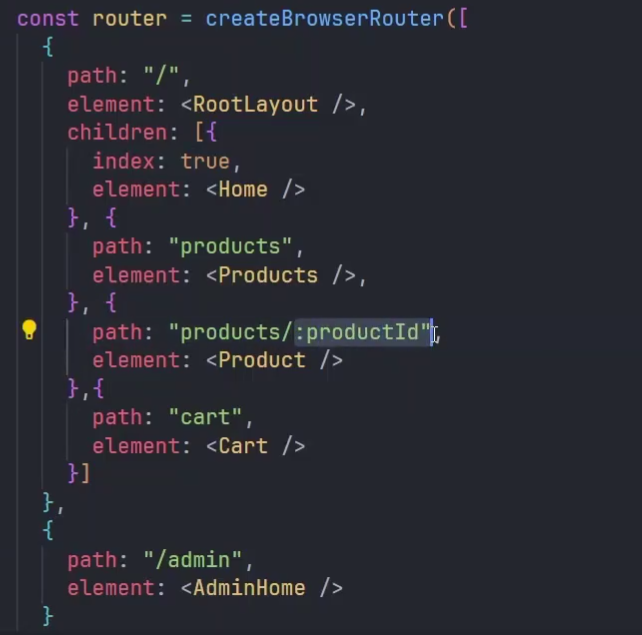 const router = createBrowserRouter([
{
path: "/",
element: <RootLayout />,
children: [{
index: true,
element: <Home />
}, {
path: "products",
element: <Products />,
}, {
path: "products/:productId",
element: <Product />
},{
path: "cart",
element: <Cart />
}]
},
{
path: "/admin",
element: <AdminHome />
}